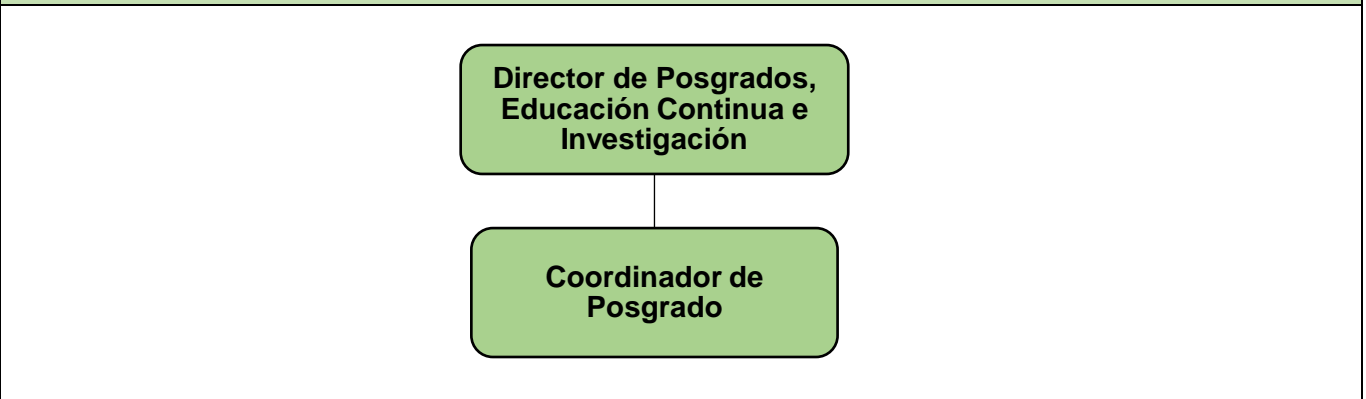 Director de Posgrados,
Educación Continua e
Investigación
Coordinador de
Posgrado